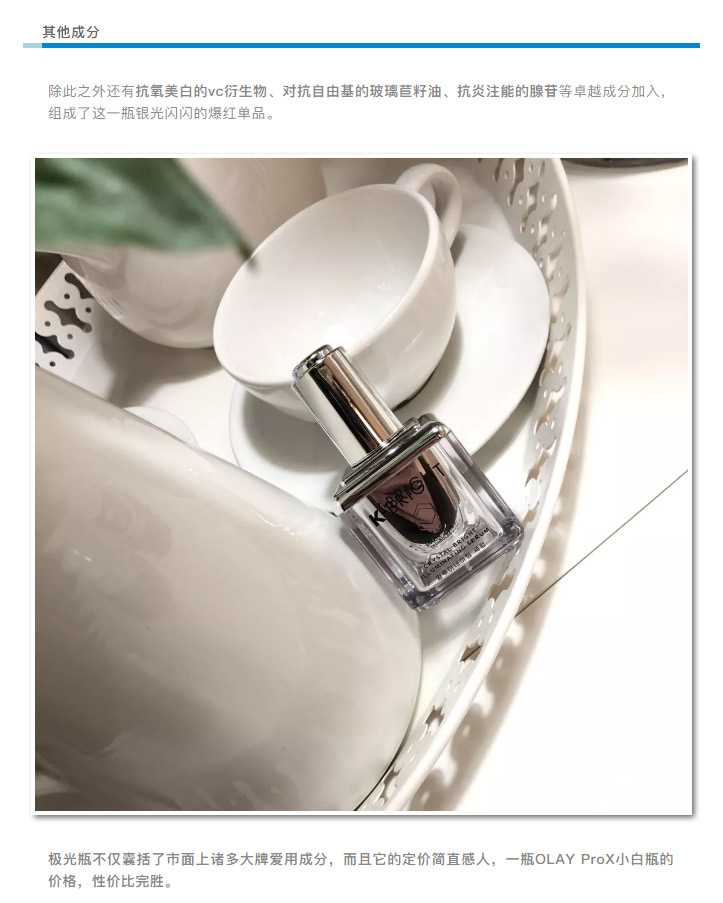 其他成分
除此之外还有抗氧美白的vc衍生物、对抗自由基的玻璃苣籽油、抗炎注能的腺苷等卓越成分加入，
组成了这一瓶银光闪闪的爆红单品。
CRYSTAL-BRIGHT
ILLUMINATING SERUM
极光瓶不仅囊括了市面上诸多大牌爱用成分，而且它的定价简直感人，一瓶OLAY ProX小白瓶的
价格，性价比完胜。